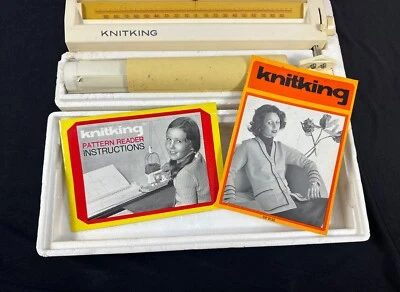 KNITKING
knitking
PATTERN READER
INSTRUCTIONS
knitking